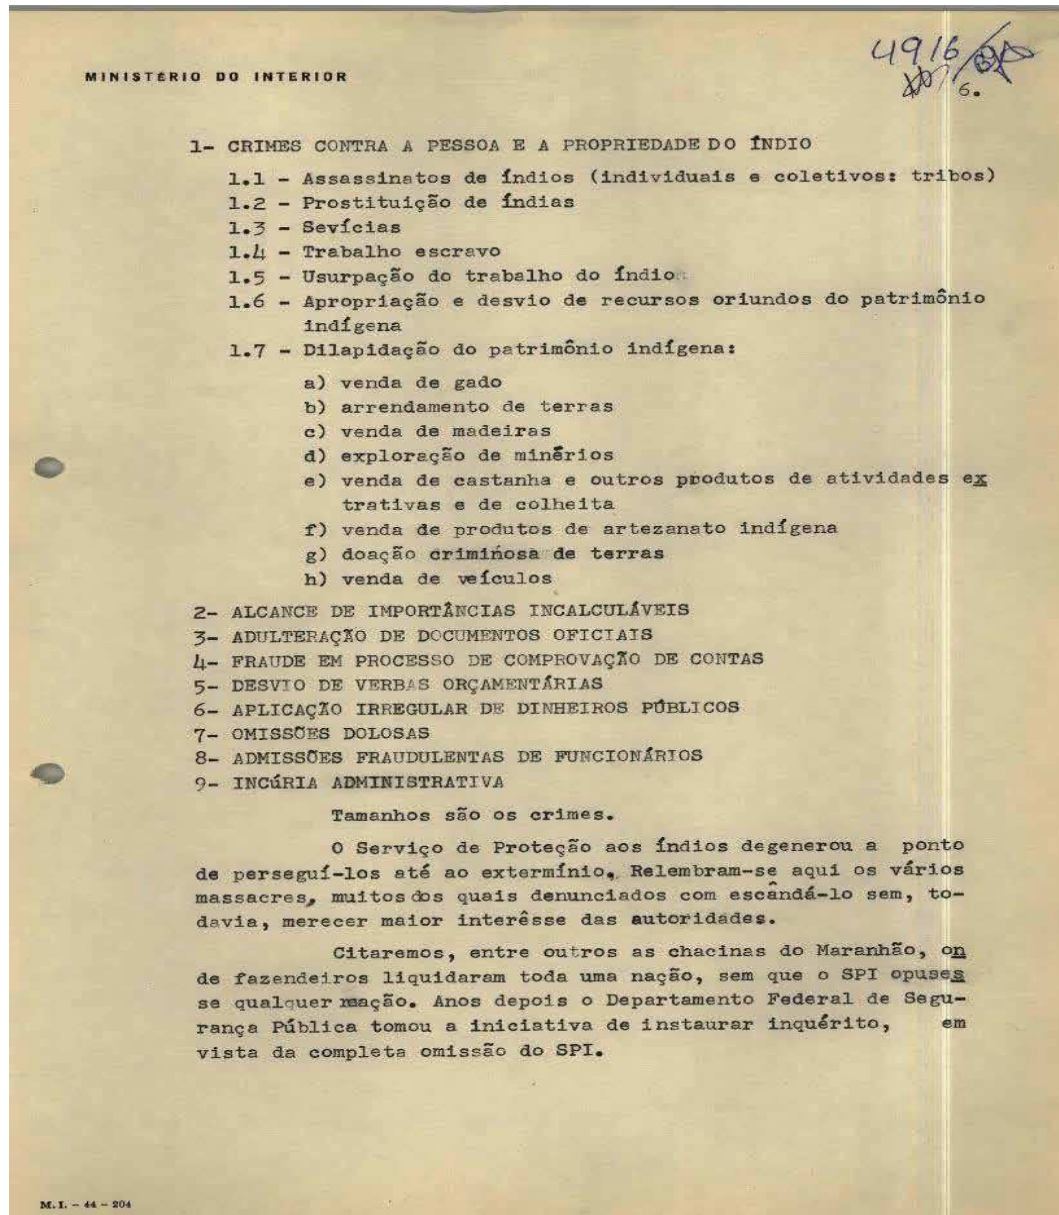 4916
MINISTÉRIO DO INTERIOR
6.
1- CRIMES CONTRA A PESSOA E A PROPRIEDADE DO ÍNDIO
1.1 - Assassinatos de índios (individuais e coletivos: tribos)
1.2 - Prostituição de índias
1.3 - Sevícias
1.4 - Trabalho escravo
1.5 - Usurpação do trabalho do índio
1.6 - Apropriação e desvio de recursos oriundos do patrimônio
indígena
1.7 - Dilapidação do patrimônio indígena:
a) venda de gado
b) arrendamento de terras
c) venda de madeiras
d) exploração de minérios
e) venda de castanha e outros produtos de atividades ex
trativas e de colheita
f) venda de produtos de artezanato indígena
g) doação criminosa de terras
h) venda de veículos
2- ALCANCE DE IMPORTÂNCIAS INCALCULÁVEIS
3- ADULTERAÇÃO DE DOCUMENTOS OFICIAIS
4- FRAUDE EM PROCESSO DE COMPROVAÇÃO DE CONTAS
5- DESVIO DE VERBAS ORÇAMENTÁRIAS
6- APLICAÇÃO IRREGULAR DE DINHEIROS PÚBLICOS
7- OMISSÕES DOLOSAS
8- ADMISSÕES FRAUDULENTAS DE FUNCIONÁRIOS
9- INCÚRIA ADMINISTRATIVA
Tamanhos são os crimes.
O Serviço de Proteção aos Índios degenerou a ponto
de perseguí-los até ao extermínio. Relembram-se aqui os vários
massacres, muitos dos quais denunciados com escândá-lo sem, to-
davia, merecer maior interêsse das autoridades.
Citaremos, entre outros as chacinas do Maranhão, on
de fazendeiros liquidaram toda uma nação, sem que o SPI opuses
se qualquer reação. Anos depois o Departamento Federal de Segu-
rança Pública tomou a iniciativa de instaurar inquérito, em
vista da completa omissão do SPI.
M.I. - 44 - 204